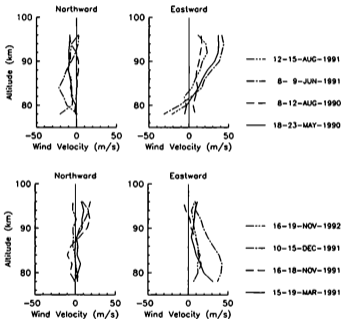 Northward
Eastward
100
90
80
Altitude (km)
-50 0 50
-50 0 50
Wind Velocity (m/s)
Wind Velocity (m/s)
12-15-AUG-1991
8- 9-JUN-1991
8-12-AUG-1990
18-23-MAY-1990
Northward
Eastward
100
90
80
Altitude (km)
-50 0 50
-50 0 50
Wind Velocity (m/s)
Wind Velocity (m/s)
16-19-NOV-1992
10-15-DEC-1991
16-18-NOV-1991
15-19-MAR-1991